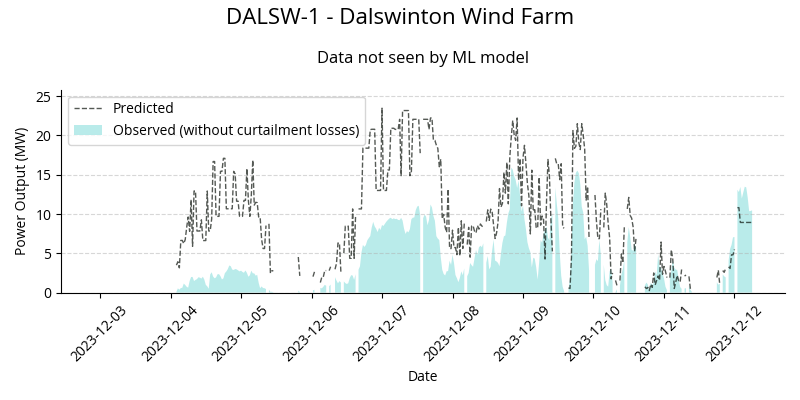 DALSW-1 - Dalswinton Wind Farm
Data not seen by ML model
Predicted
Observed (without curtailment losses)
Power Output (MW)
25
20
15
10
5
0
2023-12-03
2023-12-04
2023-12-05
2023-12-06
2023-12-07
2023-12-08
2023-12-09
2023-12-10
2023-12-11
2023-12-12
Date